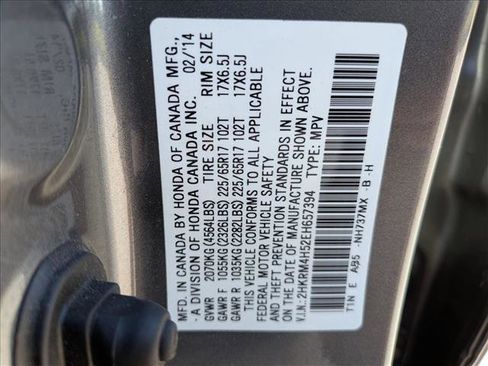 MFD. IN CANADA BY HONDA OF CANADA MFG.,
- A DIVISION OF HONDA CANADA INC. 02/'14
GVWR 2070KG(4564LBS) TIRE SIZE RIM SIZE
GAWR F 1055KG(2326LBS) 225/65R17 102T 17X6.5J
GAWR R 1035KG(2282LBS) 225/65R17 102T 17X6.5J
THIS VEHICLE CONFORMS TO ALL APPLICABLE
FEDERAL MOTOR VEHICLE SAFETY
AND THEFT PREVENTION STANDARDS IN EFFECT
ON THE DATE OF MANUFACTURE SHOWN ABOVE.
V.I.N.: 2HKRM4H52EH657394 TYPE: MPV
T1N E AB5 -NH737MX -B -H